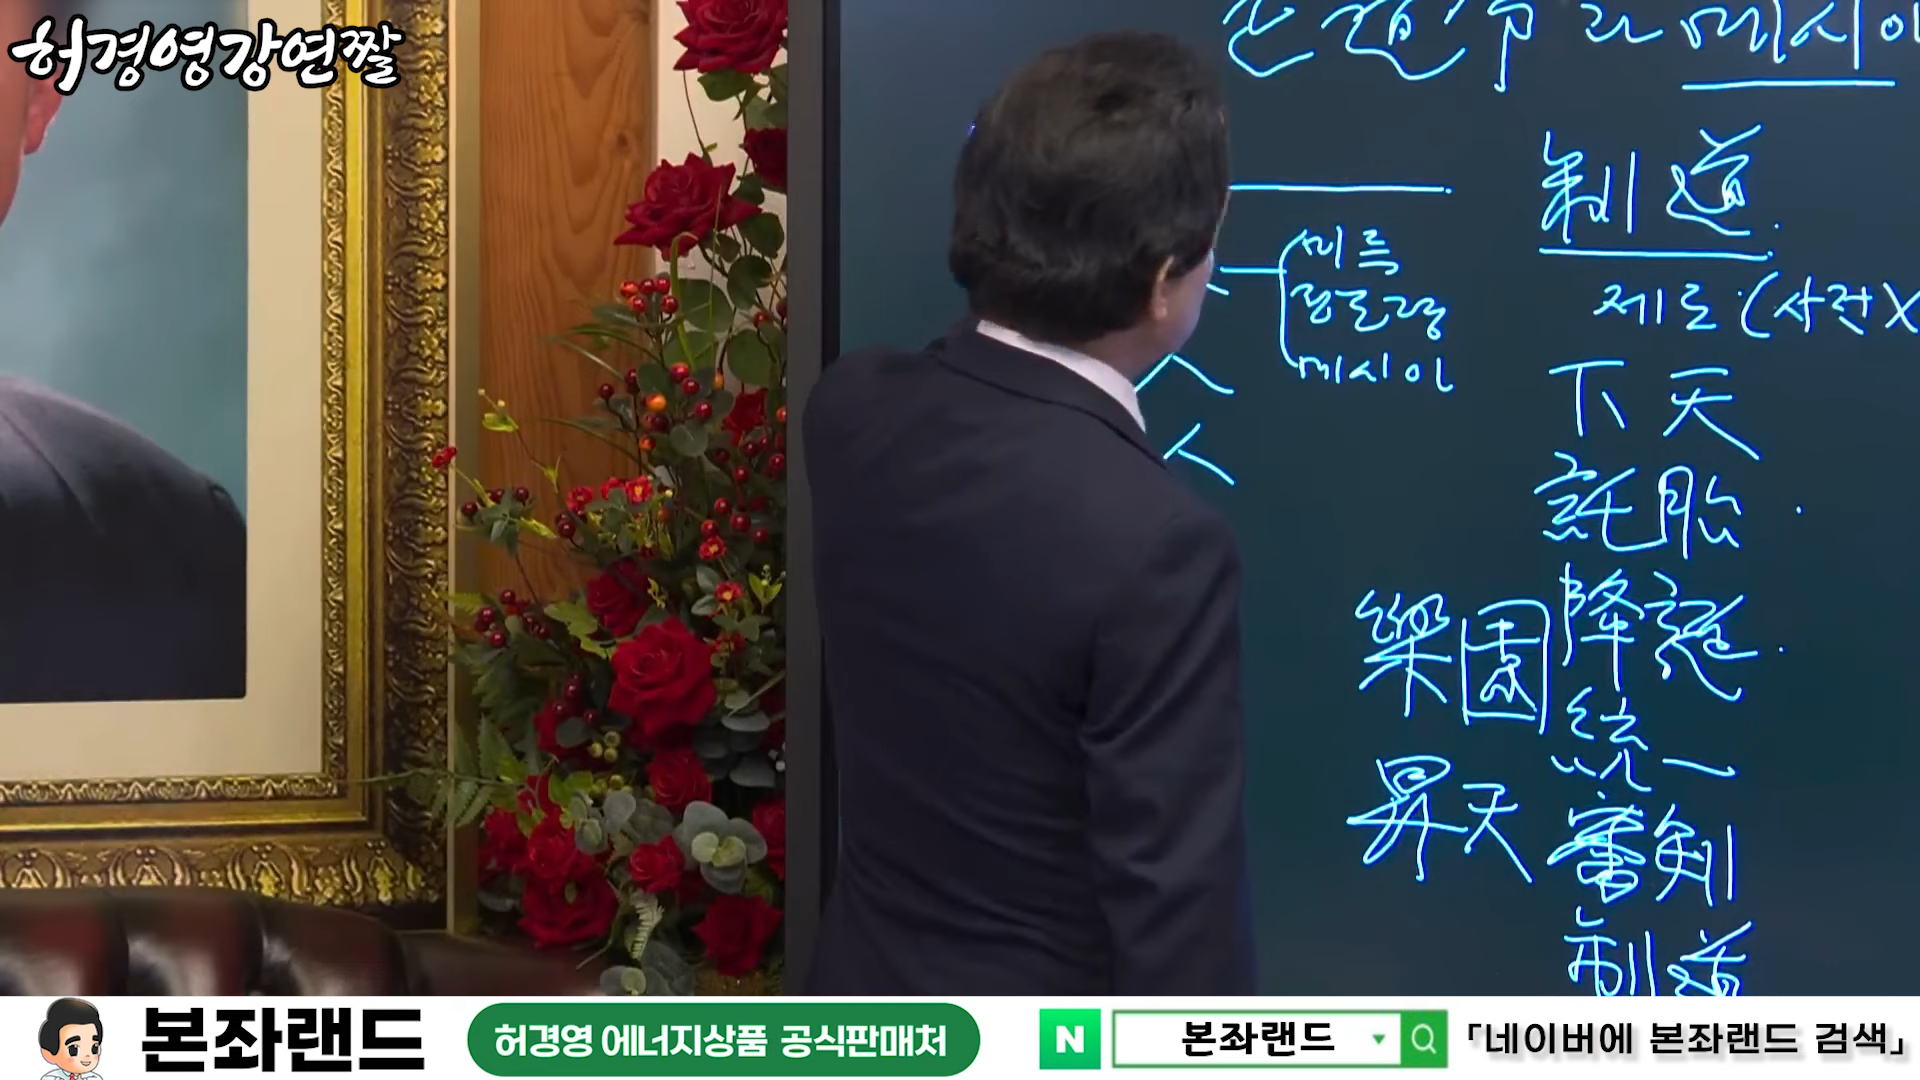 허경영강연짤
메시아
制道
제도 (사전X
미륵
정도령
메시아
下天
託胎
降誕
樂園
統一
審判
昇天
制道
본좌랜드
허경영 에너지상품 공식판매처
N
본좌랜드
「네이버에 본좌랜드 검색」